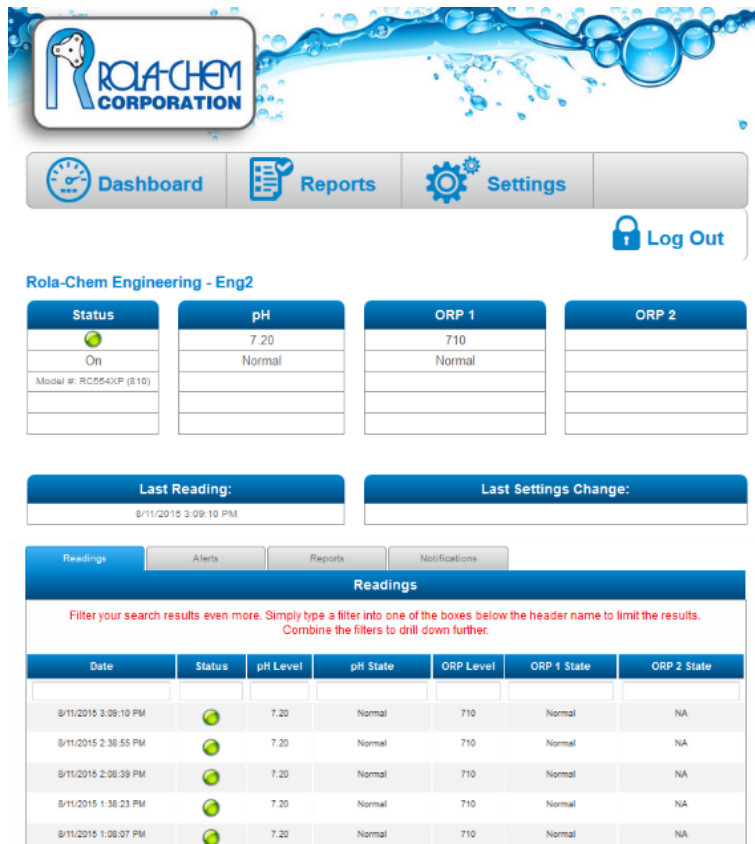 ROLA-CHEM
CORPORATION
Dashboard Reports Settings
Log Out
Rola-Chem Engineering - Eng2
Status pH ORP 1 ORP 2
7.20 710
On Normal Normal
Model #: RC554XP (810)
Last Reading: Last Settings Change:
8/11/2015 3:09:10 PM
Readings Alerts Reports Notifications
Readings
Filter your search results even more. Simply type a filter into one of the boxes below the header name to limit the results.
Combine the filters to drill down further.
Date Status pH Level pH State ORP Level ORP 1 State ORP 2 State
8/11/2015 3:09:10 PM 7.20 Normal 710 Normal NA
8/11/2015 2:38:55 PM 7.20 Normal 710 Normal NA
8/11/2015 2:08:39 PM 7.20 Normal 710 Normal NA
8/11/2015 1:38:23 PM 7.20 Normal 710 Normal NA
8/11/2015 1:08:07 PM 7.20 Normal 710 Normal NA